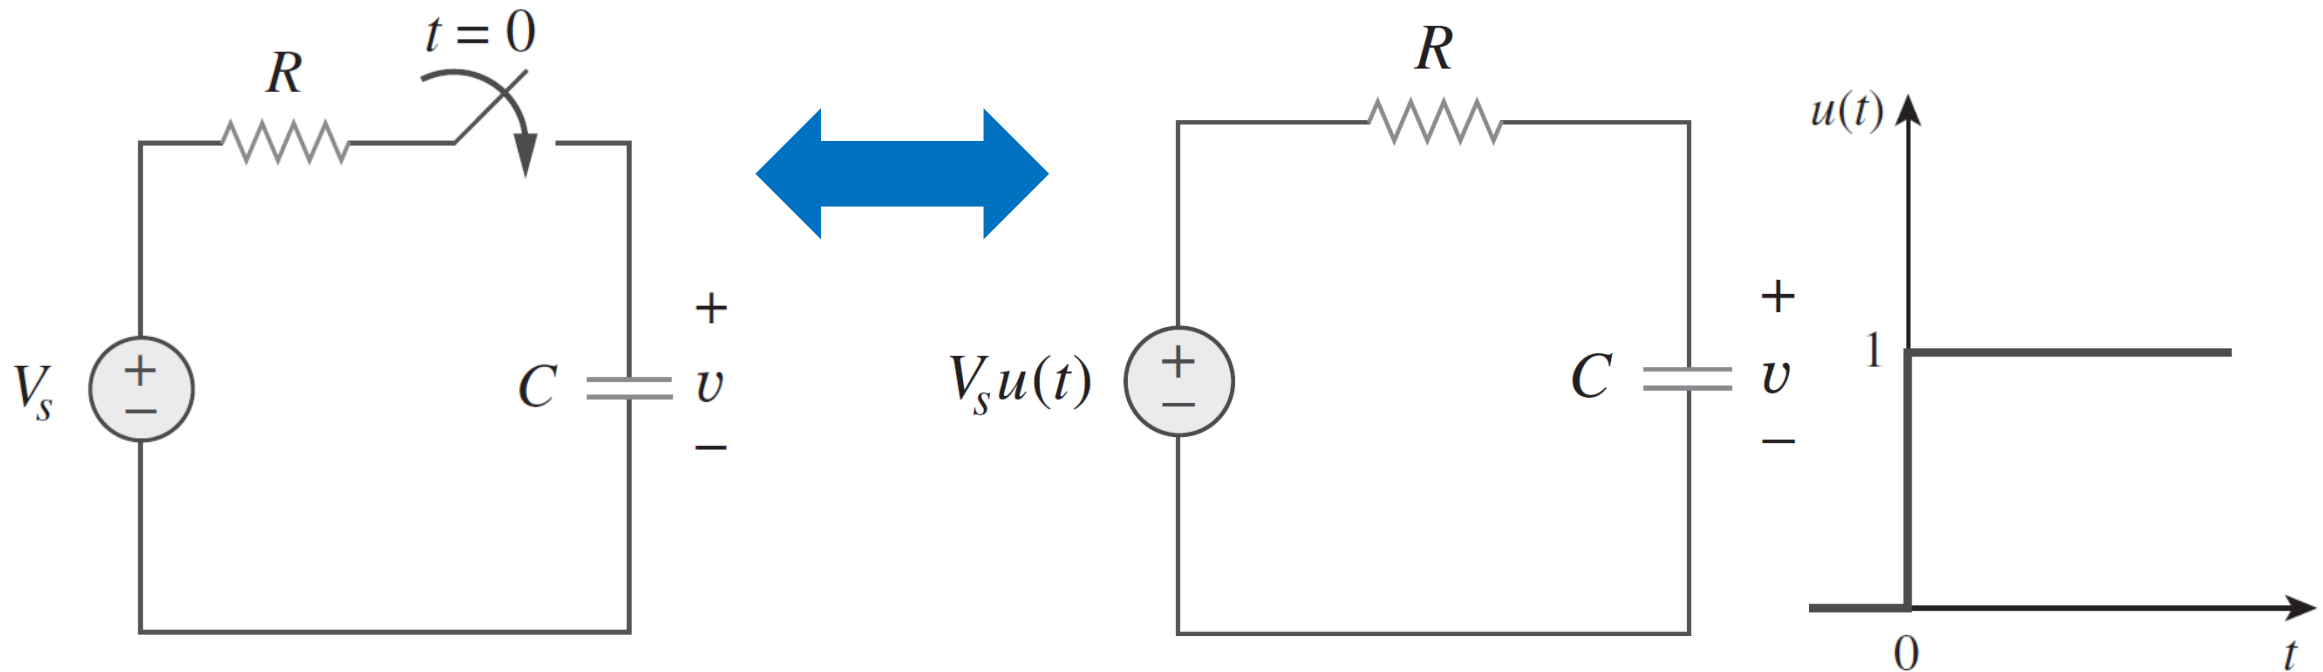 t = 0
R
V_s
+
−
C
+
v
−
R
V_s u(t)
+
−
C
+
v
−
u(t)
1
0
t